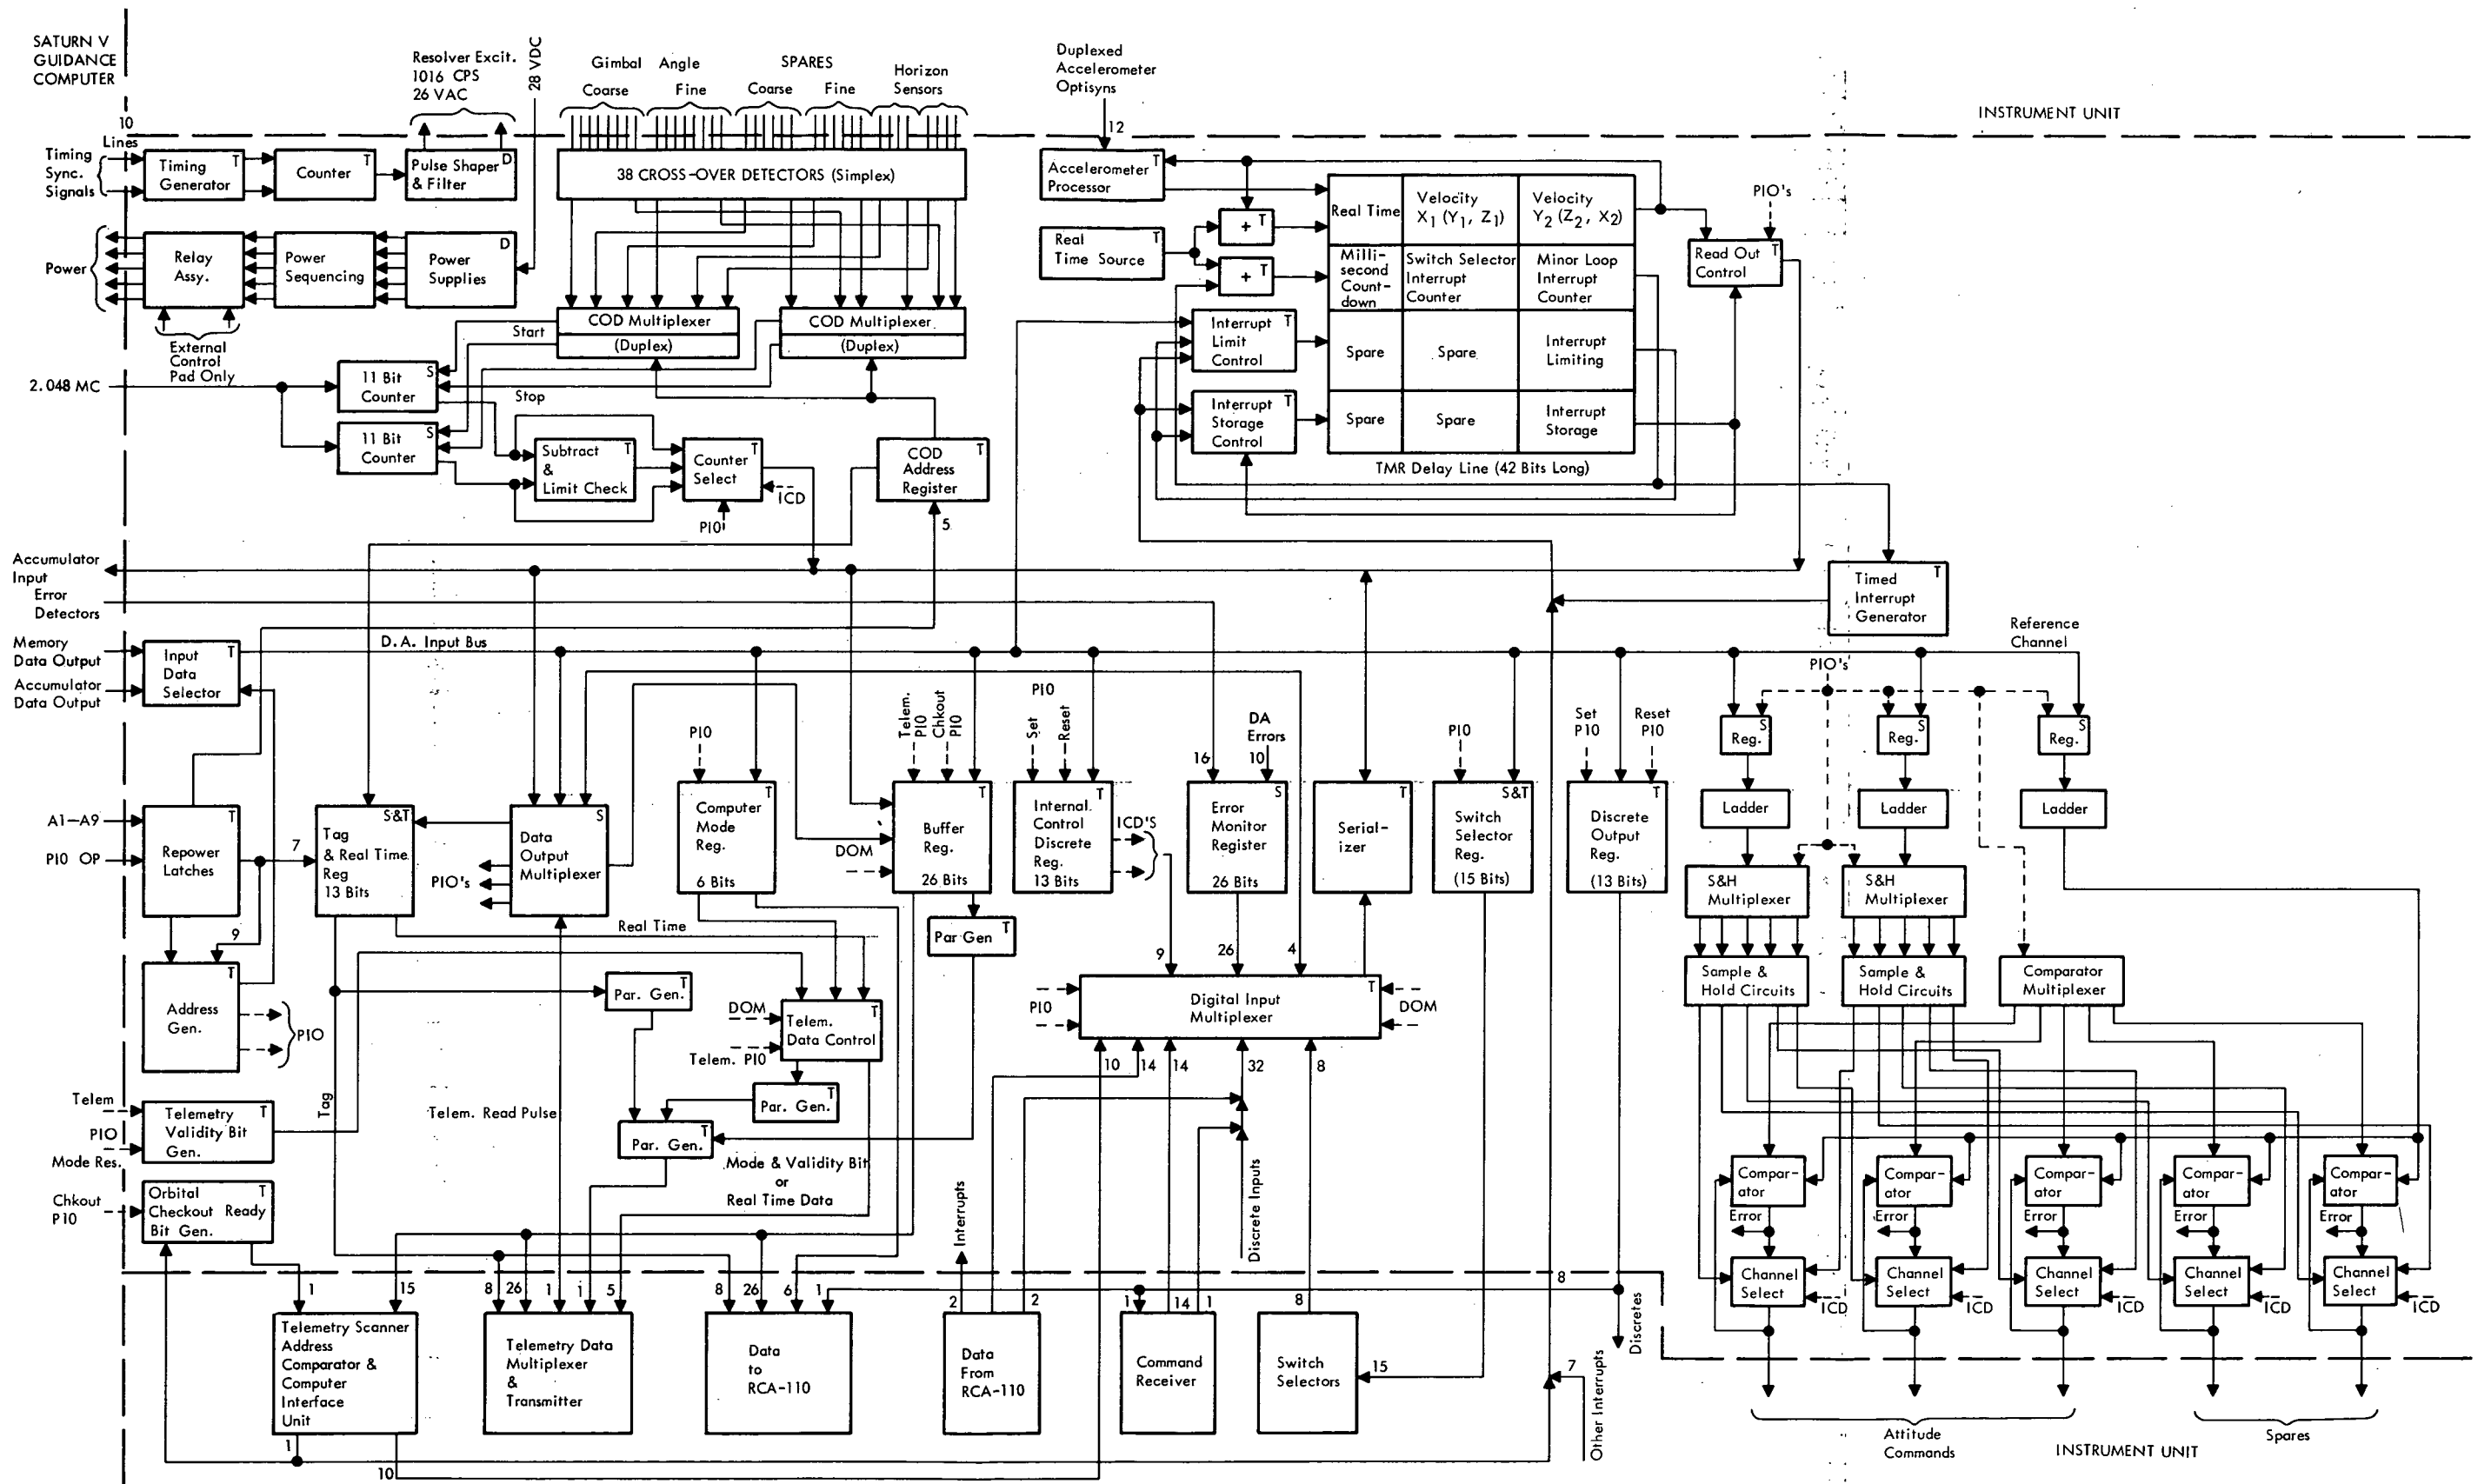 SATURN V
GUIDANCE
COMPUTER
Resolver Excit.
1016 CPS
26 VAC
28 VDC
Gimbal Angle
Coarse
Fine
SPARES
Coarse
Fine
Horizon
Sensors
Duplexed
Accelerometer
Optisyns
12
INSTRUMENT UNIT
10
Lines
Timing
Sync.
Signals
Timing
Generator
T
Counter
T
Pulse Shaper
& Filter
D
38 CROSS-OVER DETECTORS (Simplex)
Accelerometer
Processor
T
Real
Time Source
T
+ T
+ T
Real Time
Velocity
X1 (Y1, Z1)
Velocity
Y2 (Z2, X2)
Milli-
second
Count-
down
Switch Selector
Interrupt
Counter
Minor Loop
Interrupt
Counter
Spare
Spare
Interrupt
Limiting
Spare
Spare
Interrupt
Storage
TMR Delay Line (42 Bits Long)
PIO's
Read Out
Control
T
Power
Relay
Assy.
Power
Sequencing
Power
Supplies
D
External
Control
Pad Only
Start
COD Multiplexer
(Duplex)
COD Multiplexer
(Duplex)
Interrupt
Limit
Control
T
Interrupt
Storage
Control
T
2.048 MC
11 Bit
Counter
S
Stop
11 Bit
Counter
S
Subtract
&
Limit Check
T
Counter
Select
T
ICD
PI0
COD
Address
Register
T
5
Accumulator
Input
Error
Detectors
Timed
Interrupt
Generator
T
Memory
Data Output
Accumulator
Data Output
Input
Data
Selector
T
D.A. Input Bus
Reference
Channel
PIO's
PI0
Telem.
PIO
Chkout
PIO
PI0
Set
Reset
DA
Errors
16
10
PI0
Set
P10
Reset
PI0
S
Reg.
S
Reg.
S
Reg.
Ladder
Ladder
Ladder
A1-A9
PI0 OP
Repower
Latches
T
7
9
Tag
& Real Time
Reg
13 Bits
S&T
Data
Output
Multiplexer
S
PIO's
Computer
Mode
Reg.
6 Bits
T
DOM
Buffer
Reg.
26 Bits
T
Internal
Control
Discrete
Reg.
13 Bits
T
ICD'S
Error
Monitor
Register
26 Bits
S
Serial-
izer
T
Switch
Selector
Reg.
(15 Bits)
S&T
Discrete
Output
Reg.
(13 Bits)
T
S&H
Multiplexer
S&H
Multiplexer
Real Time
Par Gen
T
9
26
4
Address
Gen.
T
PIO
Par. Gen.
T
DOM
Telem.
Data Control
T
Telem. PI0
PI0
Digital Input
Multiplexer
T
DOM
Sample &
Hold Circuits
Sample &
Hold Circuits
Comparator
Multiplexer
10
14
14
32
8
Telem
PIO
Mode Res.
Telemetry
Validity Bit
Gen.
T
Tag
Telem. Read Pulse
Par. Gen.
T
Par. Gen.
T
Mode & Validity Bit
or
Real Time Data
Chkout
P10
Orbital
Checkout Ready
Bit Gen.
T
Interrupts
Discrete Inputs
Compar-
ator
Compar-
ator
Compar-
ator
Compar-
ator
Compar-
ator
Error
Error
Error
Error
Error
Channel
Select
Channel
Select
Channel
Select
Channel
Select
Channel
Select
ICD
ICD
ICD
ICD
ICD
1
15
8
26
1
1
5
8
26
6
1
2
2
1
14
1
8
8
Telemetry Scanner
Address
Comparator &
Computer
Interface
Unit
Telemetry Data
Multiplexer
&
Transmitter
Data
to
RCA-110
Data
From
RCA-110
Command
Receiver
Switch
Selectors
15
7
Other Interrupts
Discretes
1
10
Attitude
Commands
Spares
INSTRUMENT UNIT